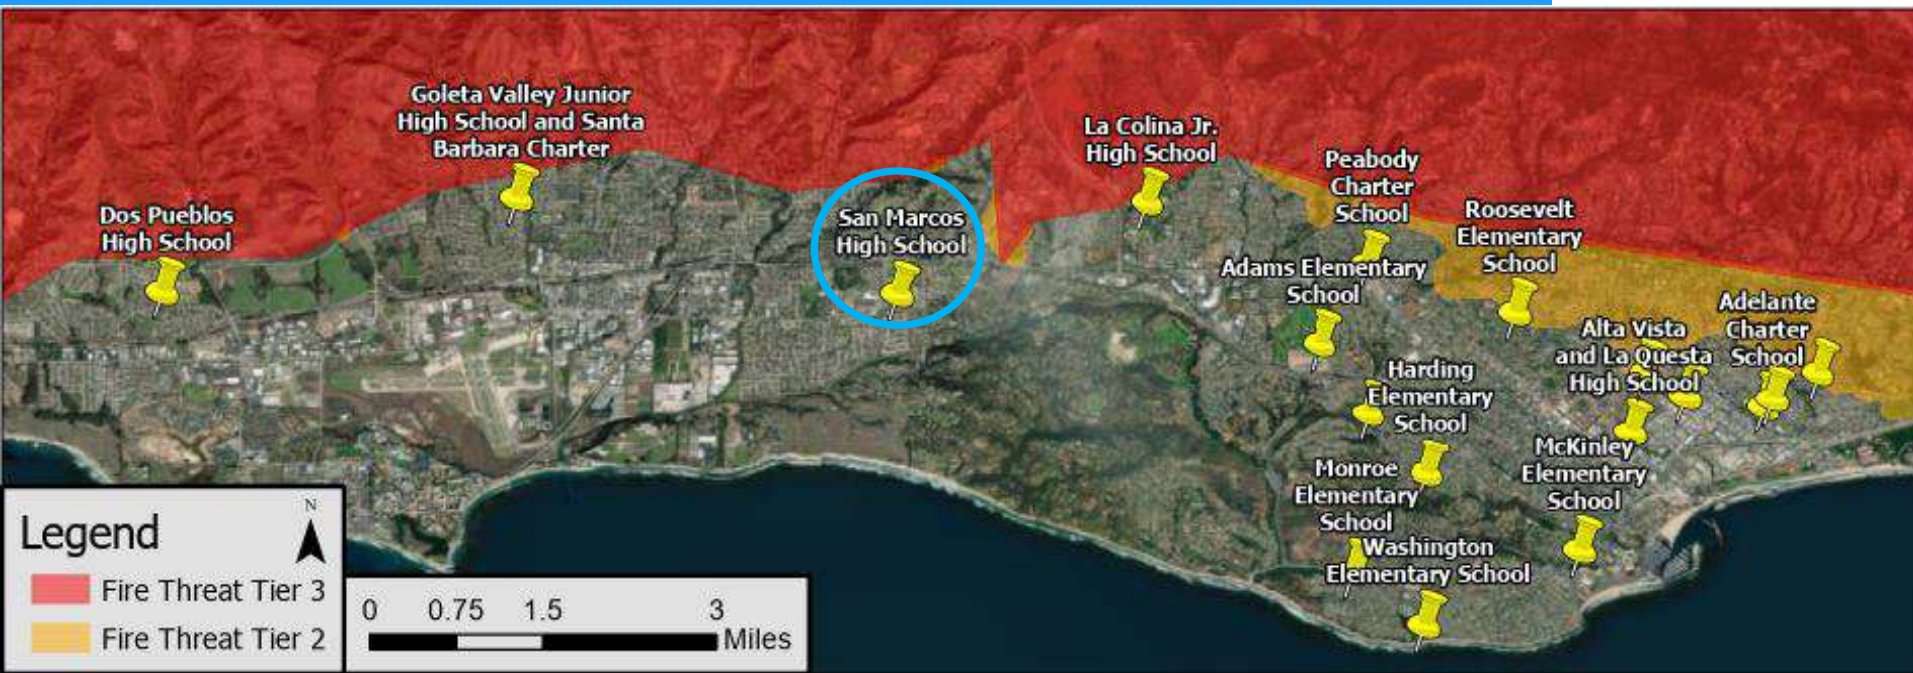 Goleta Valley Junior
High School and Santa
Barbara Charter
La Colina Jr.
High School
Peabody
Charter
School
Dos Pueblos
High School
San Marcos
High School
Roosevelt
Elementary
School
Adams Elementary
School
Adelante
Charter
School
Alta Vista
and La Questa
High School
Harding
Elementary
School
McKinley
Elementary
School
Monroe
Elementary
School
Washington
Elementary School
Legend
N
Fire Threat Tier 3
Fire Threat Tier 2
0 0.75 1.5 3
Miles